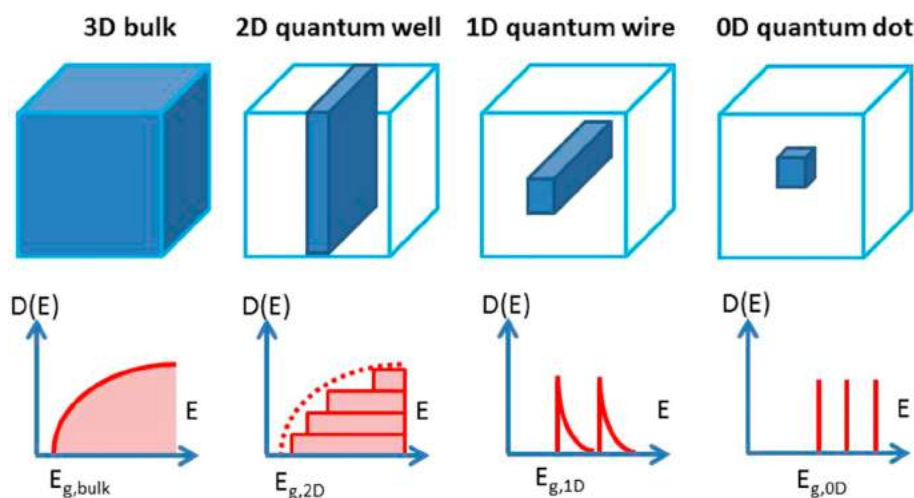 3D bulk 2D quantum well 1D quantum wire 0D quantum dot
D(E) D(E) D(E) D(E)
E E E E
E_g,bulk E_g,2D E_g,1D E_g,0D